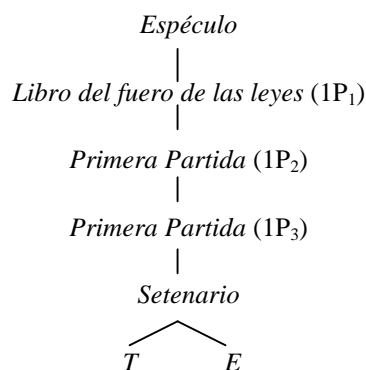 Espéculo
Libro del fuero de las leyes (1P₁)
Primera Partida (1P₂)
Primera Partida (1P₃)
Setenario
T E